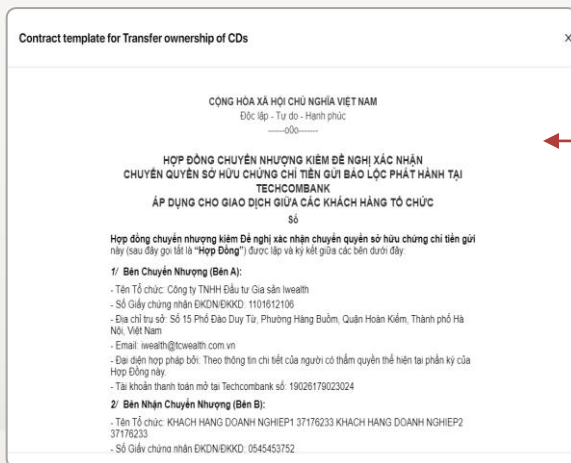 Contract template for Transfer ownership of CDs
X
CỘNG HÒA XÃ HỘI CHỦ NGHĨA VIỆT NAM
Độc lập - Tự do - Hạnh phúc
------o0o-------
HỢP ĐỒNG CHUYỂN NHƯỢNG KIÊM ĐỀ NGHỊ XÁC NHẬN
CHUYỂN QUYỀN SỞ HỮU CHỨNG CHỈ TIỀN GỬI BẢO LỘC PHÁT HÀNH TẠI
TECHCOMBANK
ÁP DỤNG CHO GIAO DỊCH GIỮA CÁC KHÁCH HÀNG TỔ CHỨC
Số
Hợp đồng chuyển nhượng kiêm Đề nghị xác nhận chuyển quyền sở hữu chứng chỉ tiền gửi
này (sau đây gọi tắt là “Hợp Đồng”) được lập và ký kết giữa các bên dưới đây:
1/ Bên Chuyển Nhượng (Bên A):
- Tên Tổ chức: Công ty TNHH Đầu tư Gia sản Iwealth
- Số Giấy chứng nhận ĐKDN/ĐKKD: 1101612106
- Địa chỉ trụ sở: Số 15 Phố Đào Duy Từ, Phường Hàng Buồm, Quận Hoàn Kiếm, Thành phố Hà
Nội, Việt Nam
- Email: iwealth@tcwealth.com.vn
- Đại diện hợp pháp bởi: Theo thông tin chi tiết của người có thẩm quyền thể hiện tại phần ký của
Hợp Đồng này.
- Tài khoản thanh toán mở tại Techcombank số: 19026179023024
2/ Bên Nhận Chuyển Nhượng (Bên B):
- Tên Tổ chức: KHACH HANG DOANH NGHIEP1 37176233 KHACH HANG DOANH NGHIEP2
37176233
- Số Giấy chứng nhận ĐKDN/ĐKKD: 0545453752